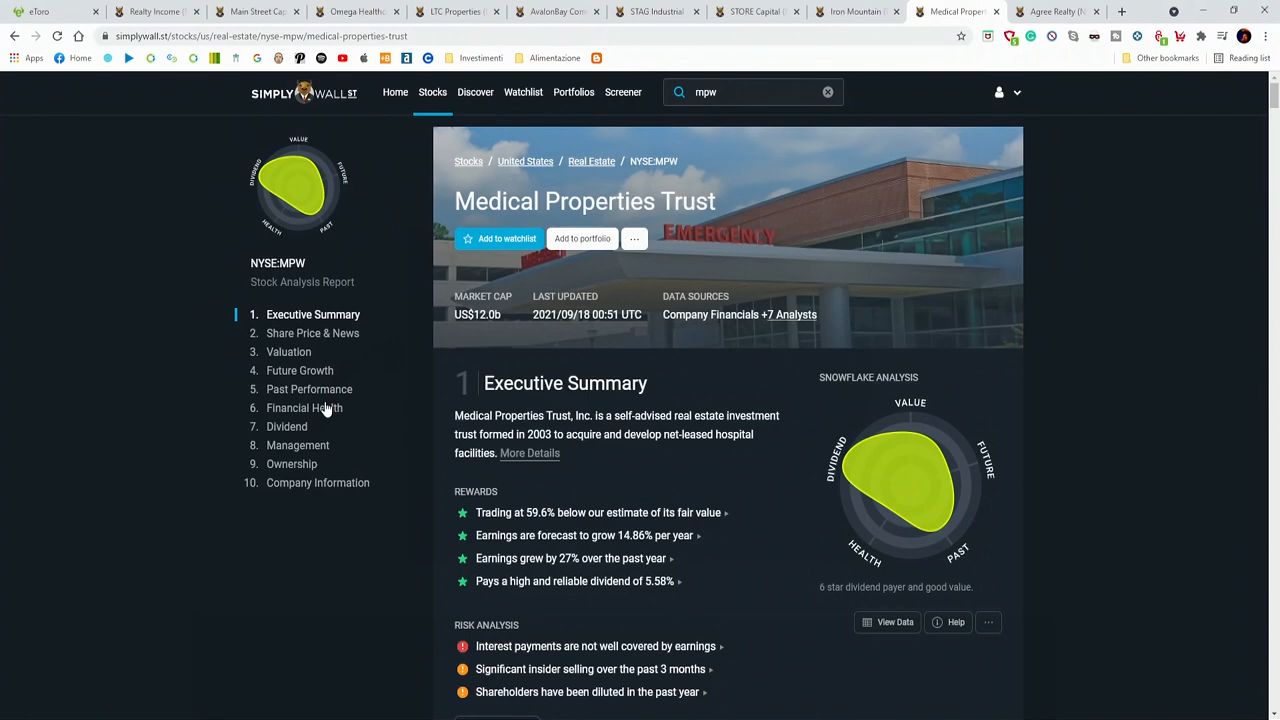 eToro
Realty Income (
Main Street Cap
Omega Healthc
LTC Properties (
AvalonBay Com
STAG Industrial
STORE Capital (
Iron Mountain (
Medical Propert
Agree Realty (N
simplywall.st/stocks/us/real-estate/nyse-mpw/medical-properties-trust
Apps
Home
Investimenti
Alimentazione
Other bookmarks
Reading list
SIMPLY WALL ST
Home
Stocks
Discover
Watchlist
Portfolios
Screener
mpw
VALUE
FUTURE
PAST
HEALTH
DIVIDEND
NYSE:MPW
Stock Analysis Report
1. Executive Summary
2. Share Price & News
3. Valuation
4. Future Growth
5. Past Performance
6. Financial Health
7. Dividend
8. Management
9. Ownership
10. Company Information
Stocks / United States / Real Estate / NYSE:MPW
Medical Properties Trust
Add to watchlist
Add to portfolio
...
EMERGENCY
MARKET CAP
US$12.0b
LAST UPDATED
2021/09/18 00:51 UTC
DATA SOURCES
Company Financials +7 Analysts
1 Executive Summary
Medical Properties Trust, Inc. is a self-advised real estate investment
trust formed in 2003 to acquire and develop net-leased hospital
facilities. More Details
REWARDS
Trading at 59.6% below our estimate of its fair value
Earnings are forecast to grow 14.86% per year
Earnings grew by 27% over the past year
Pays a high and reliable dividend of 5.58%
RISK ANALYSIS
Interest payments are not well covered by earnings
Significant insider selling over the past 3 months
Shareholders have been diluted in the past year
SNOWFLAKE ANALYSIS
VALUE
FUTURE
PAST
HEALTH
DIVIDEND
6 star dividend payer and good value.
View Data
Help
...